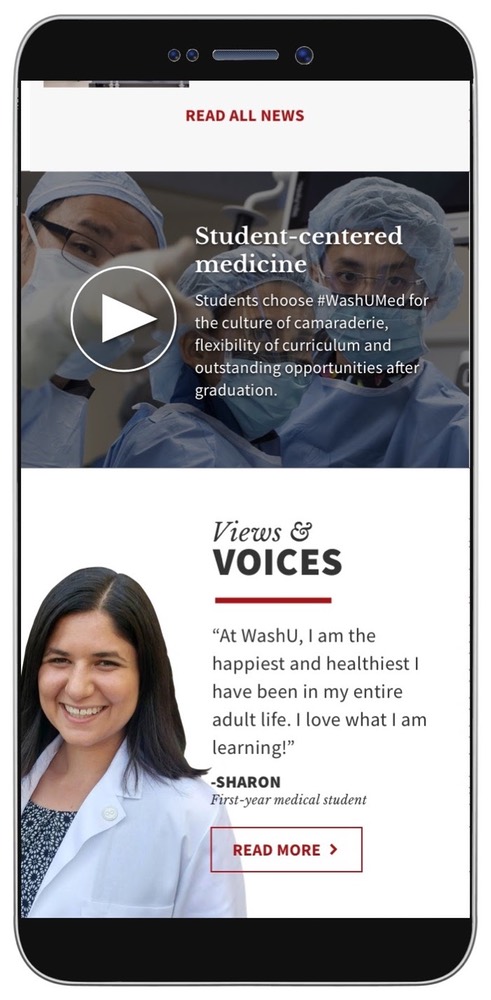 READ ALL NEWS
Student-centered
medicine
Students choose #WashUMed for
the culture of camaraderie,
flexibility of curriculum and
outstanding opportunities after
graduation.
Views &
VOICES
“At WashU, I am the
happiest and healthiest I
have been in my entire
adult life. I love what I am
learning!”
-SHARON
First-year medical student
READ MORE